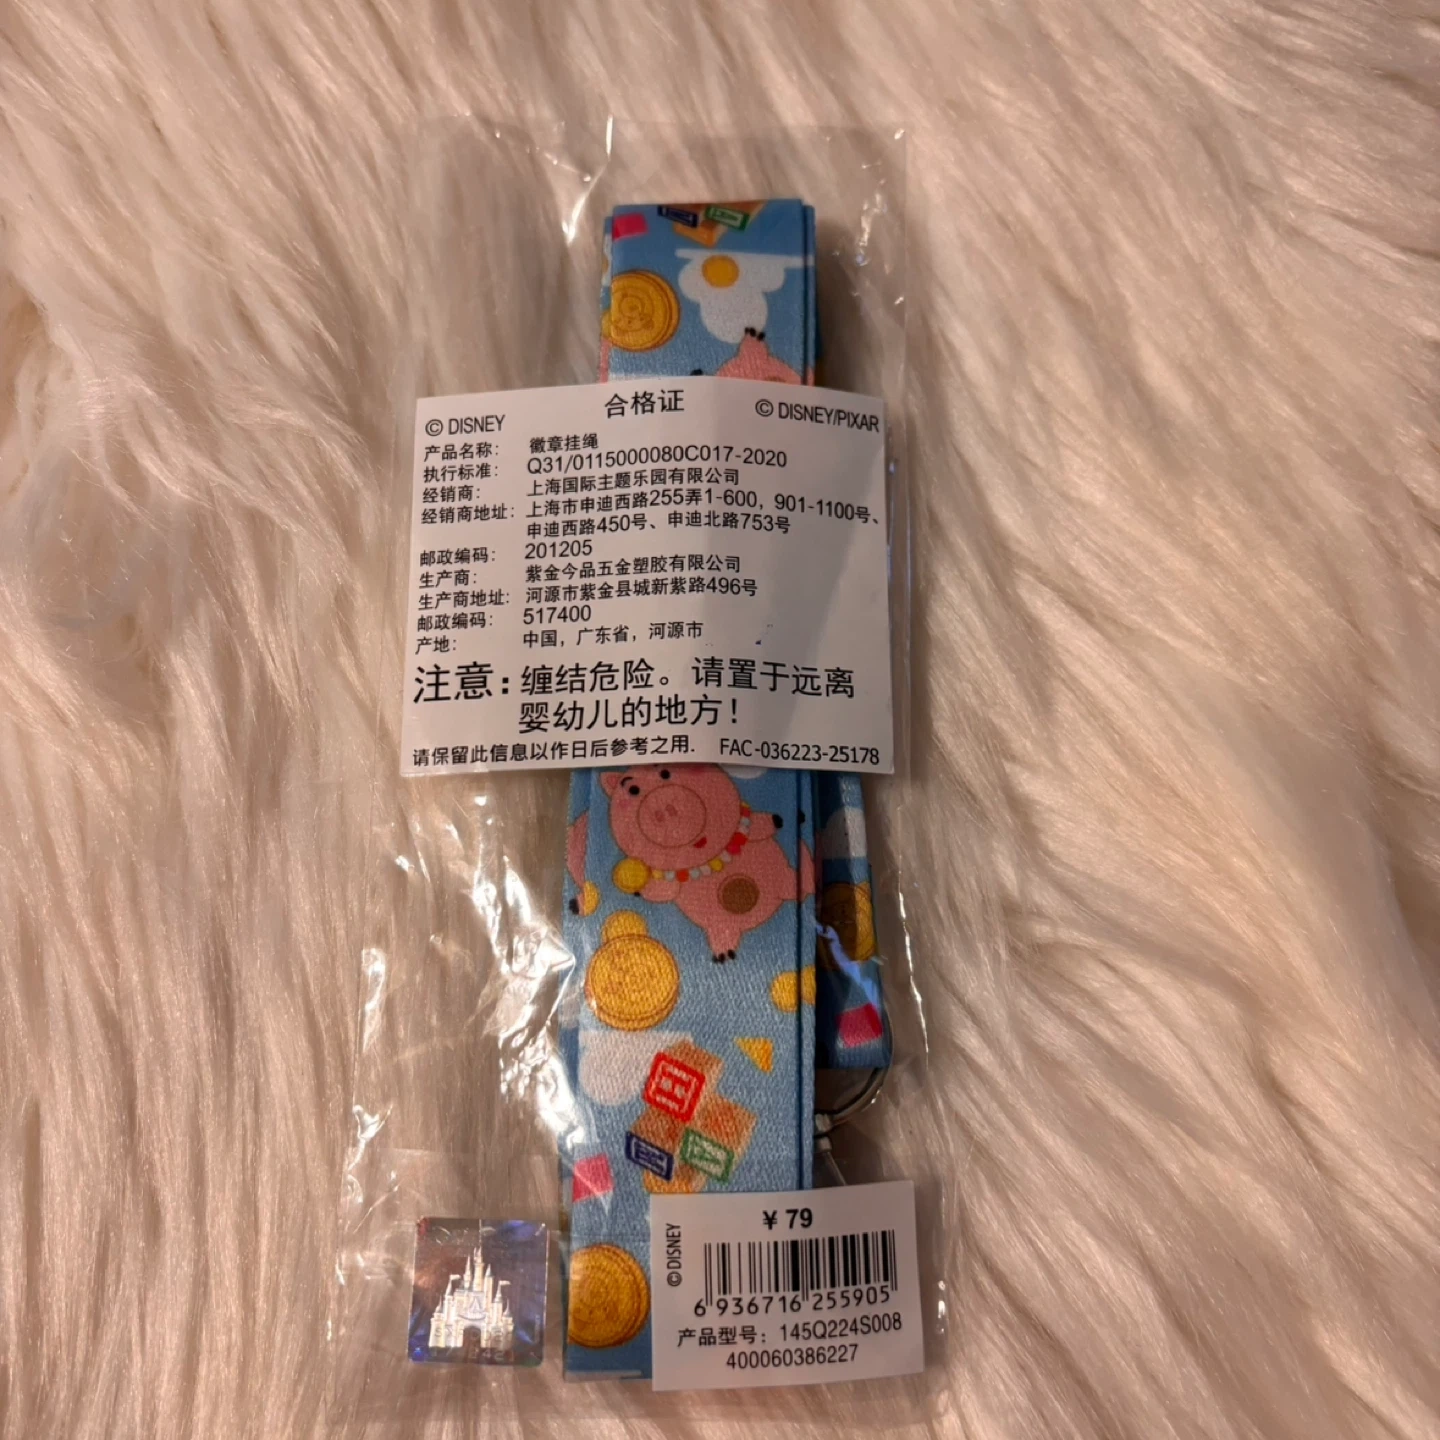 合格证
© DISNEY
© DISNEY/PIXAR
产品名称： 徽章挂绳
执行标准： Q31/0115000080C017-2020
经销商： 上海国际主题乐园有限公司
经销商地址： 上海市申迪西路255弄1-600，901-1100号、
申迪西路450号、申迪北路753号
邮政编码： 201205
生产商： 紫金今品五金塑胶有限公司
生产商地址： 河源市紫金县城新紫路496号
邮政编码： 517400
产地： 中国，广东省，河源市
注意：缠结危险。请置于远离
婴幼儿的地方！
请保留此信息以作日后参考之用. FAC-036223-25178
¥ 79
© DISNEY
6 936716 255905
产品型号：145Q224S008
400060386227